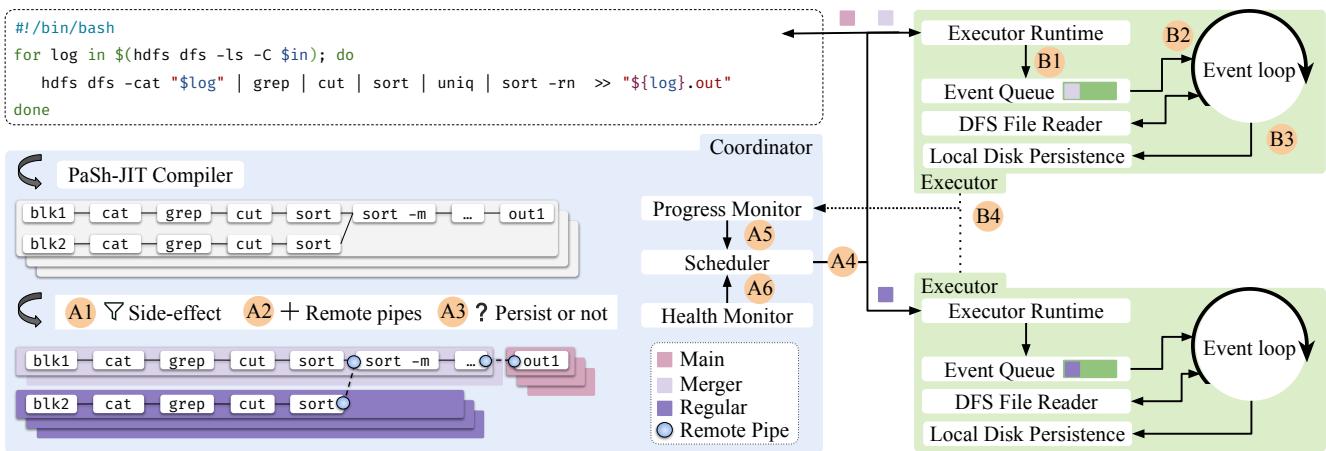 #!/bin/bash
for log in $(hdfs dfs -ls -C $in); do
hdfs dfs -cat "$log" | grep | cut | sort | uniq | sort -rn >> "${log}.out"
done
Coordinator
PaSh-JIT Compiler
blk1 cat grep cut sort sort -m ... out1
blk2 cat grep cut sort
A1 Side-effect A2 + Remote pipes A3 ? Persist or not
blk1 cat grep cut sort sort -m ... out1
blk2 cat grep cut sort
Progress Monitor
A5
Scheduler
A4
A6
Health Monitor
Main
Merger
Regular
Remote Pipe
Executor Runtime
B1
B2
Event Queue
Event loop
DFS File Reader
B3
Local Disk Persistence
Executor
B4
Executor
Executor Runtime
Event Queue
Event loop
DFS File Reader
Local Disk Persistence